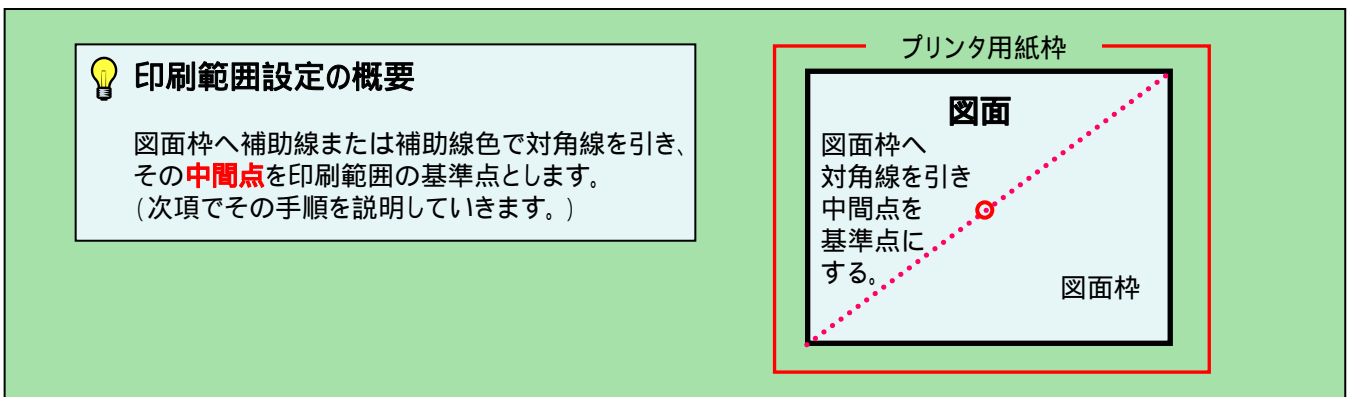 印刷範囲設定の概要
図面枠へ補助線または補助線色で対角線を引き、
その中間点を印刷範囲の基準点とします。
(次項でその手順を説明していきます。)
プリンタ用紙枠
図面
図面枠へ
対角線を引き
中間点を
基準点に
する。
図面枠